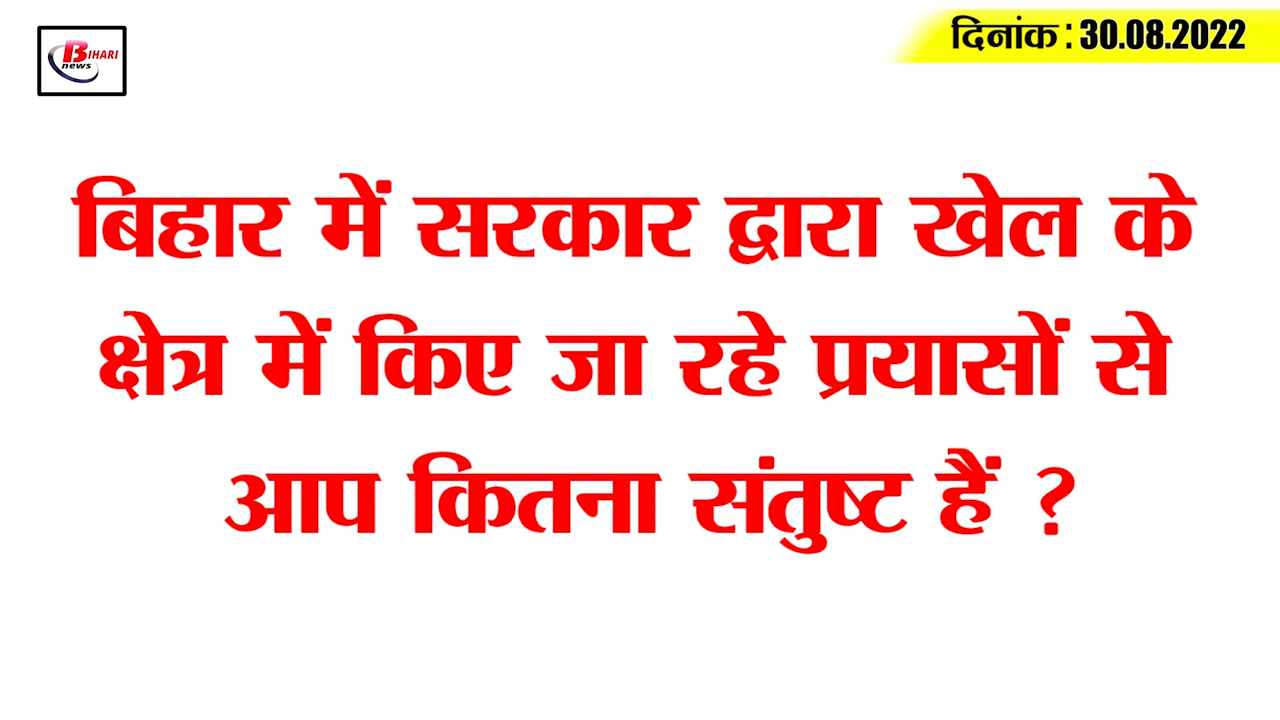 BIHARI
news
दिनांक : 30.08.2022
बिहार में सरकार द्वारा खेल के
क्षेत्र में किए जा रहे प्रयासों से
आप कितना संतुष्ट हैं ?